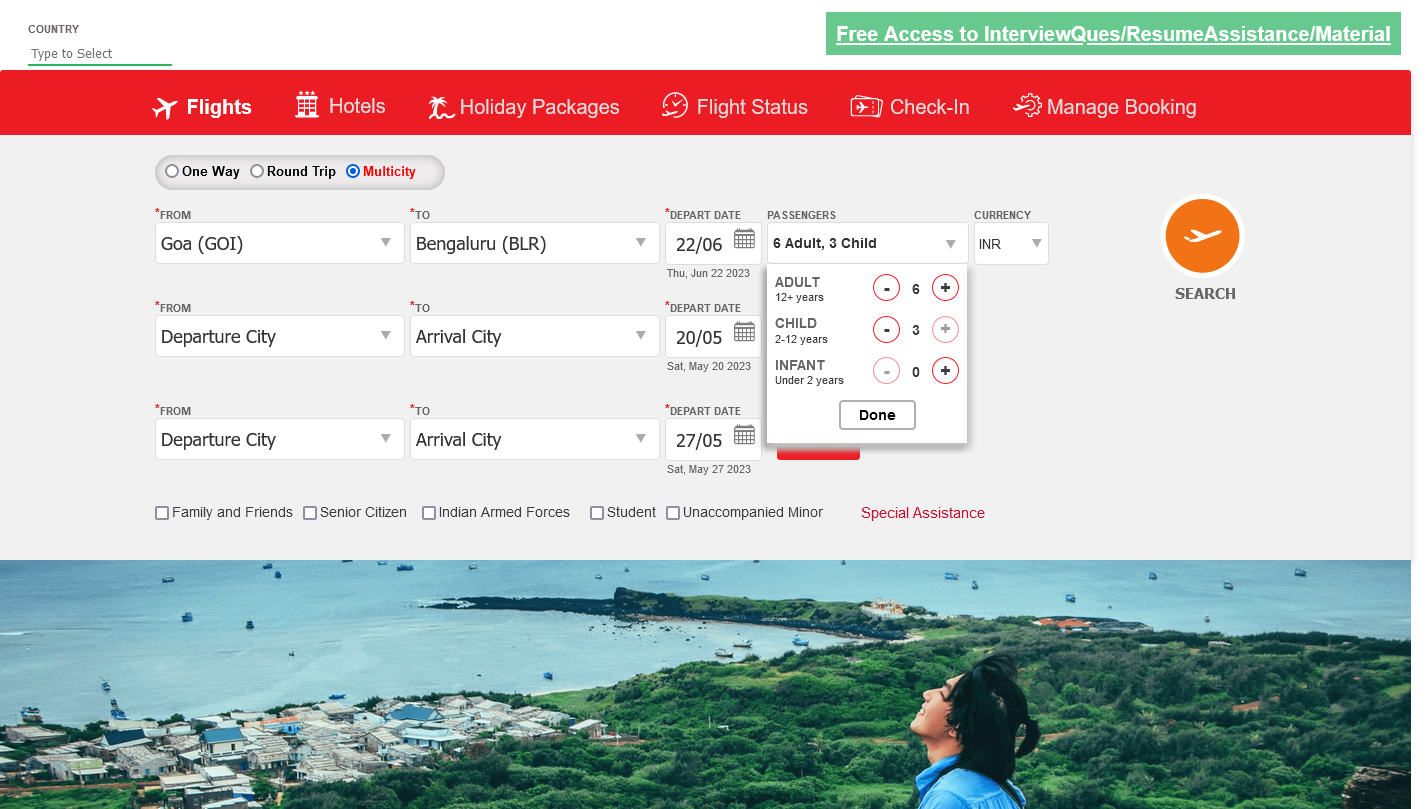 COUNTRY
Type to Select
Free Access to InterviewQues/ResumeAssistance/Material
Flights Hotels Holiday Packages Flight Status Check-In Manage Booking
One Way Round Trip Multicity
*FROM *TO *DEPART DATE PASSENGERS CURRENCY
Goa (GOI) Bengaluru (BLR) 22/06 6 Adult, 3 Child INR
Thu, Jun 22 2023
SEARCH
ADULT - 6 +
12+ years
CHILD - 3 +
2-12 years
INFANT - 0 +
Under 2 years
Done
*FROM *TO *DEPART DATE
Departure City Arrival City 20/05
Sat, May 20 2023
*FROM *TO *DEPART DATE
Departure City Arrival City 27/05
Sat, May 27 2023
Family and Friends Senior Citizen Indian Armed Forces Student Unaccompanied Minor Special Assistance